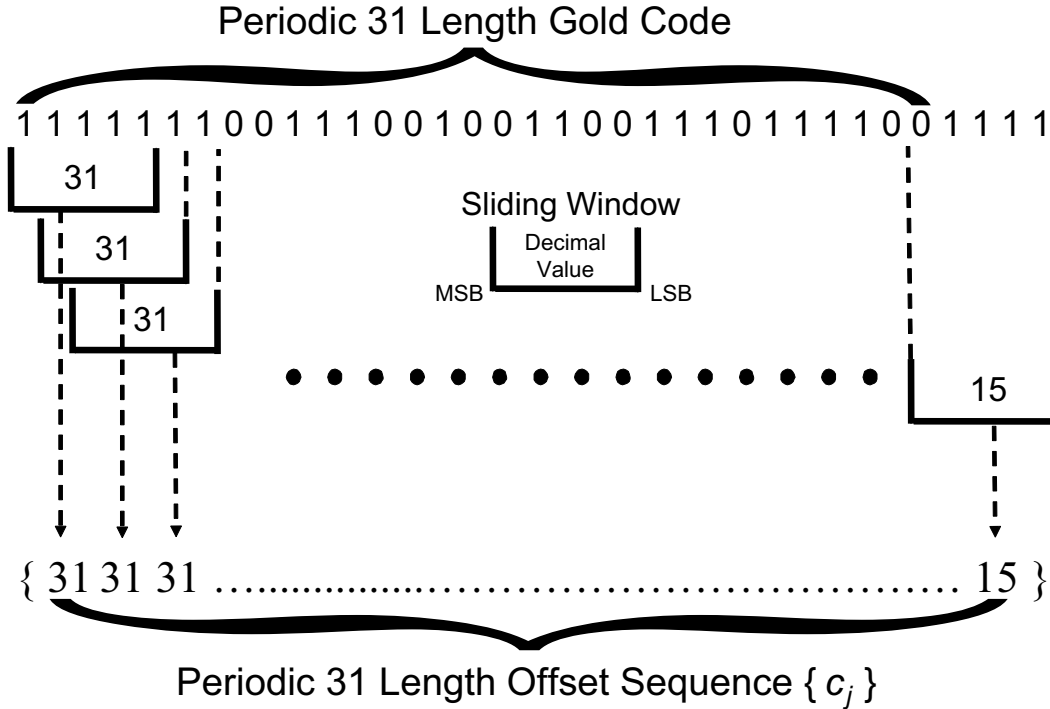 Periodic 31 Length Gold Code
1 1 1 1 1 1 1 0 0 1 1 1 0 0 1 0 0 1 1 0 0 1 1 1 0 1 1 1 1 0 0 1 1 1 1
31
31
31
Sliding Window
Decimal
Value
MSB
LSB
15
{ 31 31 31 ........................................ 15 }
Periodic 31 Length Offset Sequence { c_j }